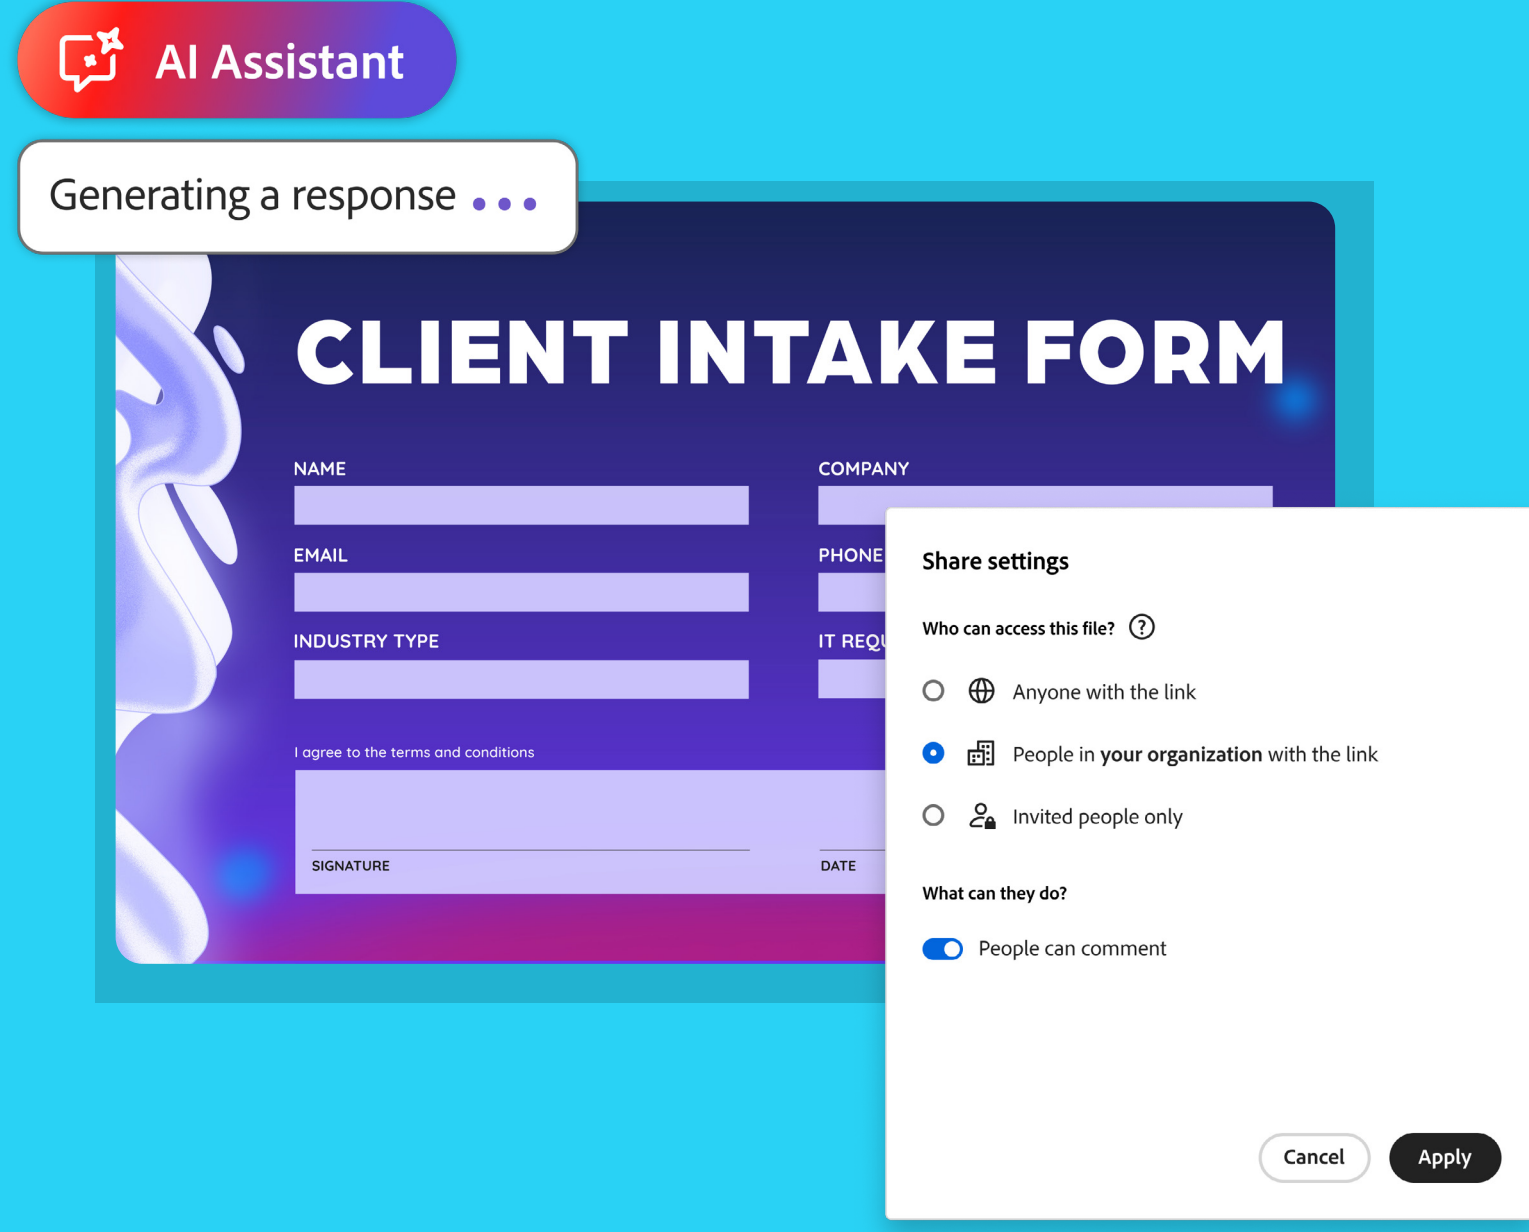 AI Assistant
Generating a response ...
CLIENT INTAKE FORM
NAME
COMPANY
EMAIL
PHONE
INDUSTRY TYPE
IT
I agree to the terms and conditions
SIGNATURE
DATE
Share settings
Who can access this file? ?
Anyone with the link
People in your organization with the link
Invited people only
What can they do?
People can comment
Cancel
Apply